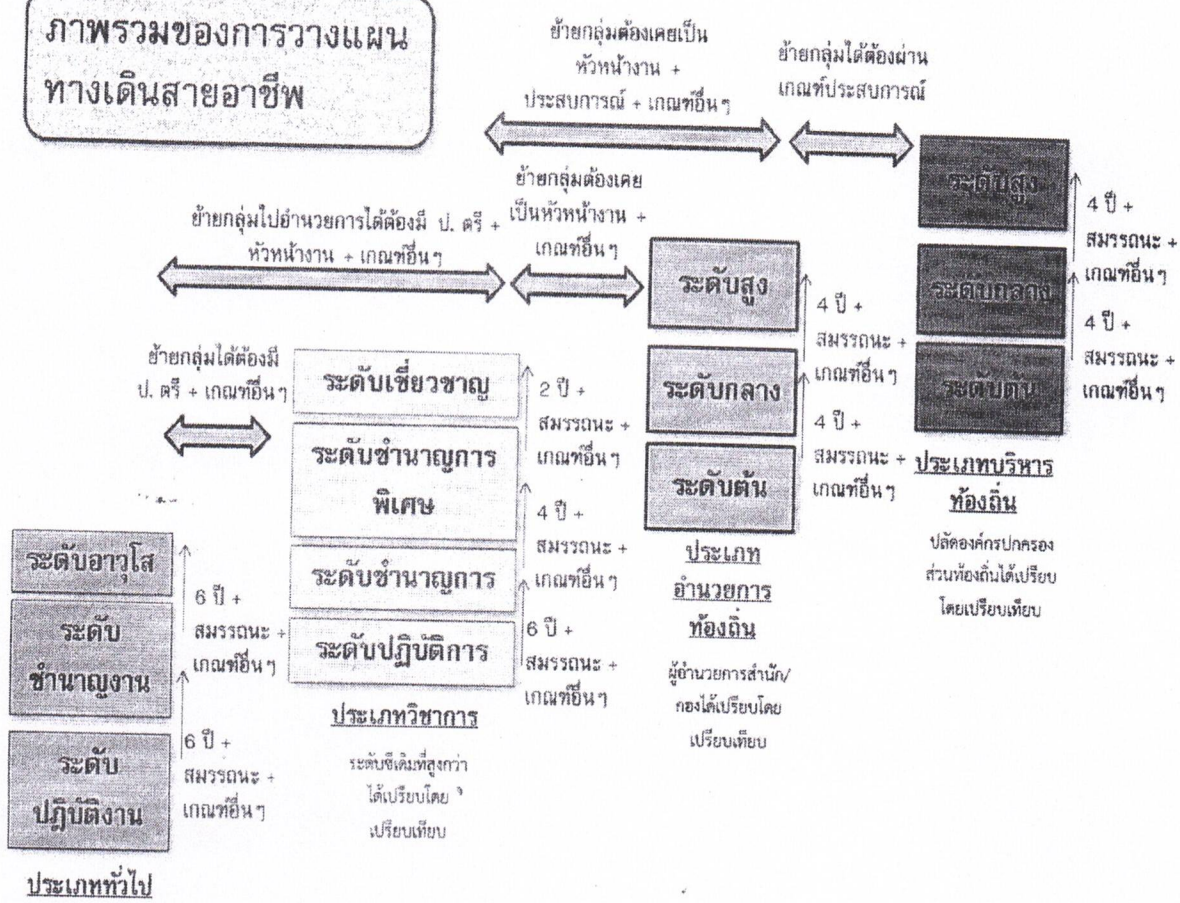 ภาพรวมของการวางแผน
ทางเดินสายอาชีพ
ย้ายกลุ่มต้องเคยเป็น
หัวหน้างาน +
ประสบการณ์ + เกณฑ์อื่นๆ
ย้ายกลุ่มได้ต้องผ่าน
เกณฑ์ประสบการณ์
ย้ายกลุ่มไปอำนวยการได้ต้องมี ป. ตรี +
หัวหน้างาน + เกณฑ์อื่นๆ
ย้ายกลุ่มต้องเคย
เป็นหัวหน้างาน +
เกณฑ์อื่นๆ
ย้ายกลุ่มได้ต้องมี
ป. ตรี + เกณฑ์อื่นๆ
ระดับอาวุโส
ระดับ
ชำนาญงาน
ระดับ
ปฏิบัติงาน
6 ปี +
สมรรถนะ +
เกณฑ์อื่นๆ
6 ปี +
สมรรถนะ +
เกณฑ์อื่นๆ
ประเภททั่วไป
ระดับเชี่ยวชาญ
ระดับชำนาญการ
พิเศษ
ระดับชำนาญการ
ระดับปฏิบัติการ
2 ปี +
สมรรถนะ +
เกณฑ์อื่นๆ
4 ปี +
สมรรถนะ +
เกณฑ์อื่นๆ
6 ปี +
สมรรถนะ +
เกณฑ์อื่นๆ
ประเภทวิชาการ
ระดับซีเดิมที่สูงกว่า
ได้เปรียบโดย
เปรียบเทียบ
ระดับสูง
ระดับกลาง
ระดับต้น
4 ปี +
สมรรถนะ +
เกณฑ์อื่นๆ
4 ปี +
สมรรถนะ +
เกณฑ์อื่นๆ
ประเภท
อำนวยการ
ท้องถิ่น
ผู้อำนวยการสำนัก/
กองได้เปรียบโดย
เปรียบเทียบ
ระดับสูง
ระดับกลาง
ระดับต้น
4 ปี +
สมรรถนะ +
เกณฑ์อื่นๆ
4 ปี +
สมรรถนะ +
เกณฑ์อื่นๆ
ประเภทบริหาร
ท้องถิ่น
ปลัดองค์กรปกครอง
ส่วนท้องถิ่นได้เปรียบ
โดยเปรียบเทียบ